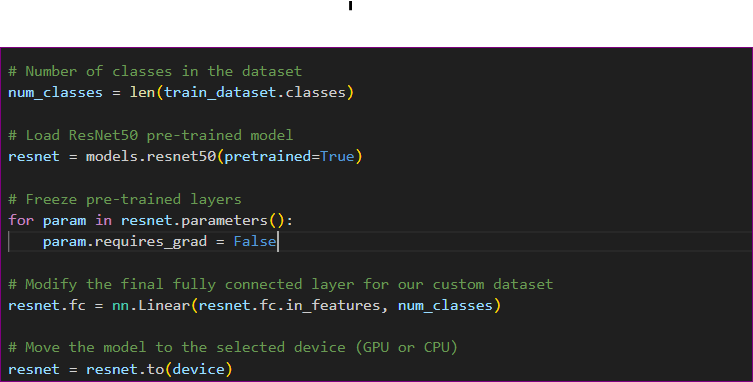 # Number of classes in the dataset
num_classes = len(train_dataset.classes)
# Load ResNet50 pre-trained model
resnet = models.resnet50(pretrained=True)
# Freeze pre-trained layers
for param in resnet.parameters():
    param.requires_grad = False
# Modify the final fully connected layer for our custom dataset
resnet.fc = nn.Linear(resnet.fc.in_features, num_classes)
# Move the model to the selected device (GPU or CPU)
resnet = resnet.to(device)